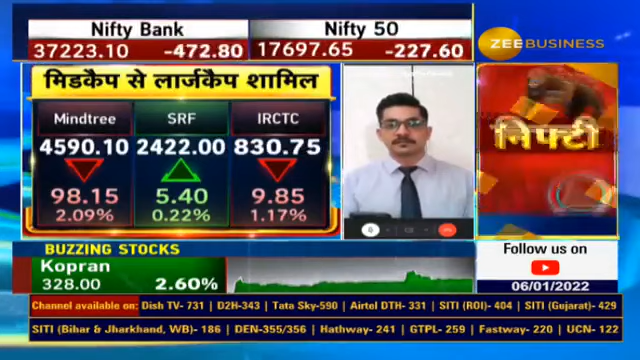 Nifty Bank
37223.10 -472.80
Nifty 50
17697.65 -227.60
ZEE BUSINESS
मिडकैप से लार्जकैप शामिल
Mindtree
4590.10
98.15
2.09%
SRF
2422.00
5.40
0.22%
IRCTC
830.75
9.85
1.17%
निफ्टी
BUZZING STOCKS
Kopran
328.00 2.60%
Follow us on
06/01/2022
Channel available on: Dish TV- 731 | D2H-343 | Tata Sky-590 | Airtel DTH- 331 | SITI (ROI)- 404 | SITI (Gujarat)- 429
SITI (Bihar & Jharkhand, WB)- 186 | DEN-355/356 | Hathway- 241 | GTPL- 259 | Fastway- 220 | UCN- 122